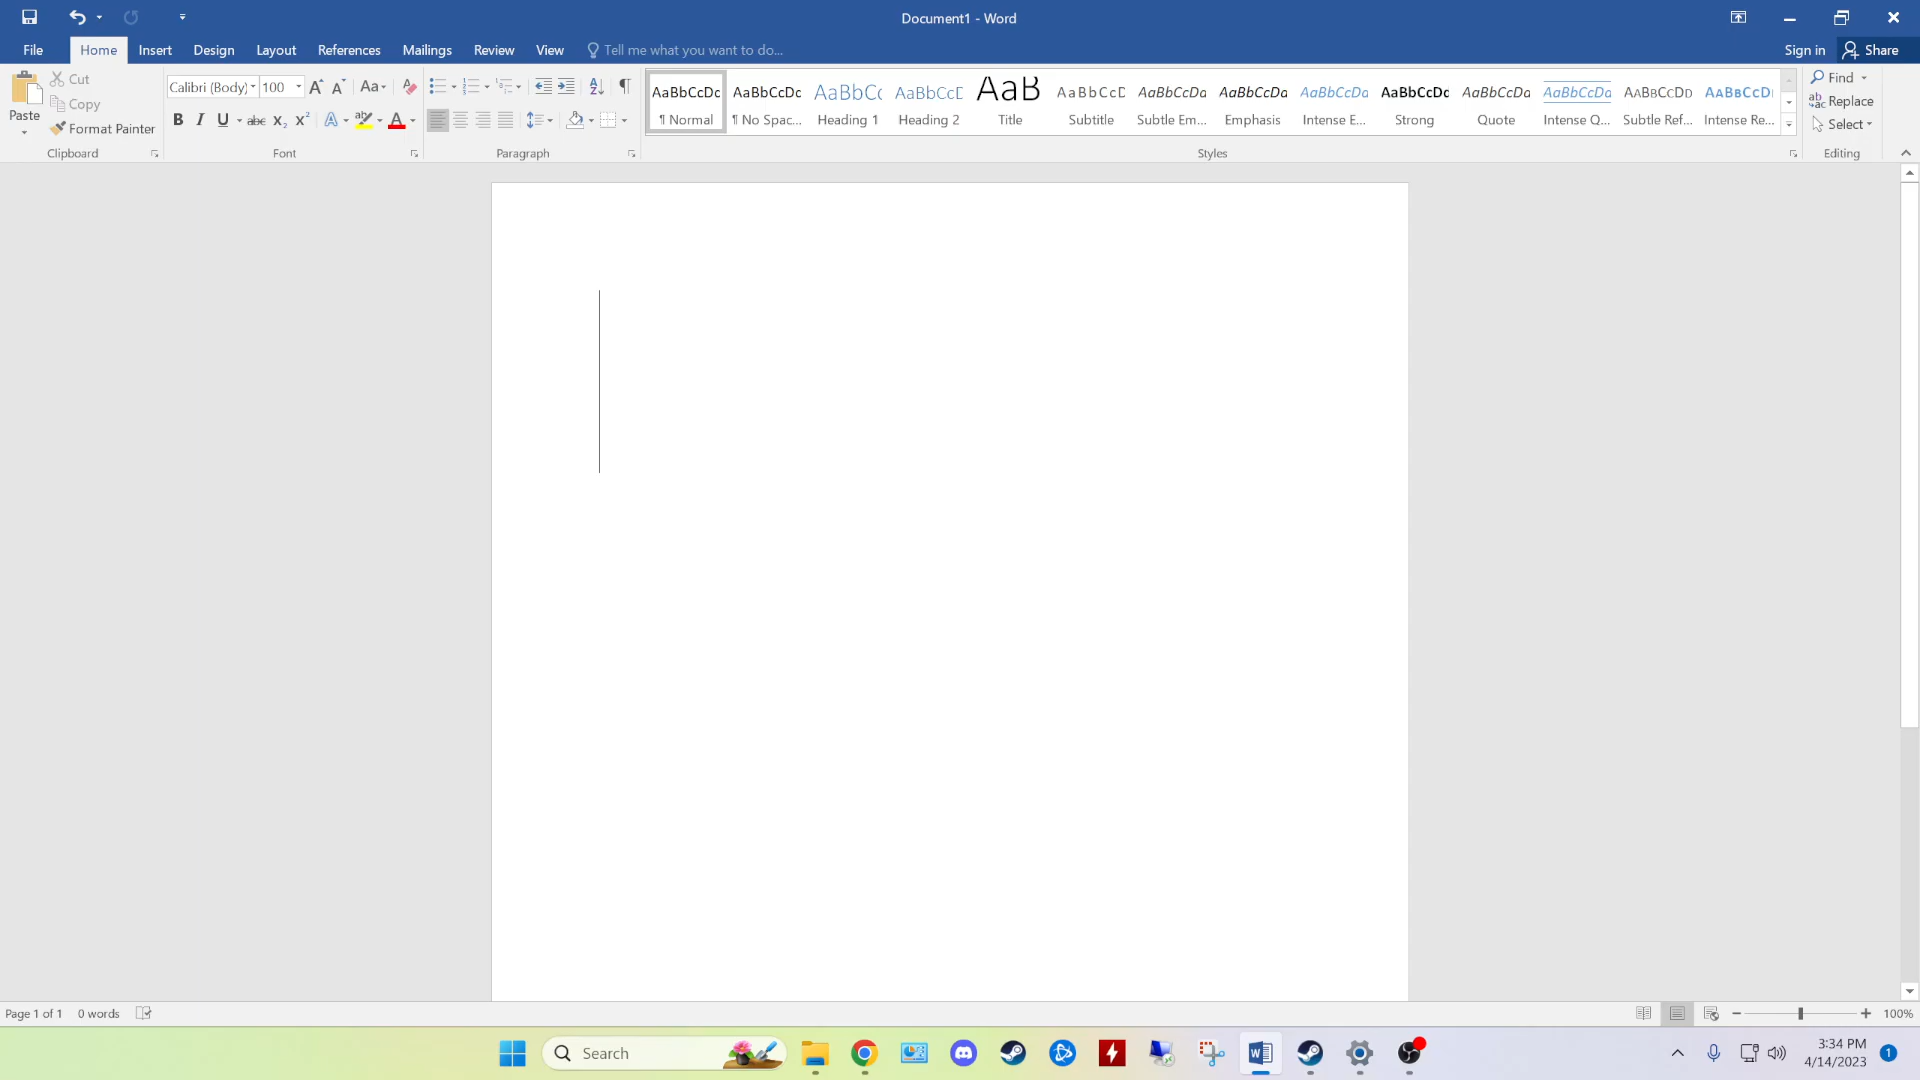 Document1 - Word
File Home Insert Design Layout References Mailings Review View Tell me what you want to do... Sign in Share
Paste
Cut
Copy
Format Painter
Clipboard
Calibri (Body) 100
Font
Paragraph
AaBbCcDc AaBbCcDc AaBbCc AaBbCcD AaB AaBbCcD AaBbCcDa AaBbCcDa AaBbCcDa AaBbCcDc AaBbCcDa AaBbCcDa AaBbCcDd AaBbCcDd
¶ Normal ¶ No Spac... Heading 1 Heading 2 Title Subtitle Subtle Em... Emphasis Intense E... Strong Quote Intense Q... Subtle Ref... Intense Re...
Styles
Find
Replace
Select
Editing
Page 1 of 1 0 words 100%
Search
3:34 PM
4/14/2023
1